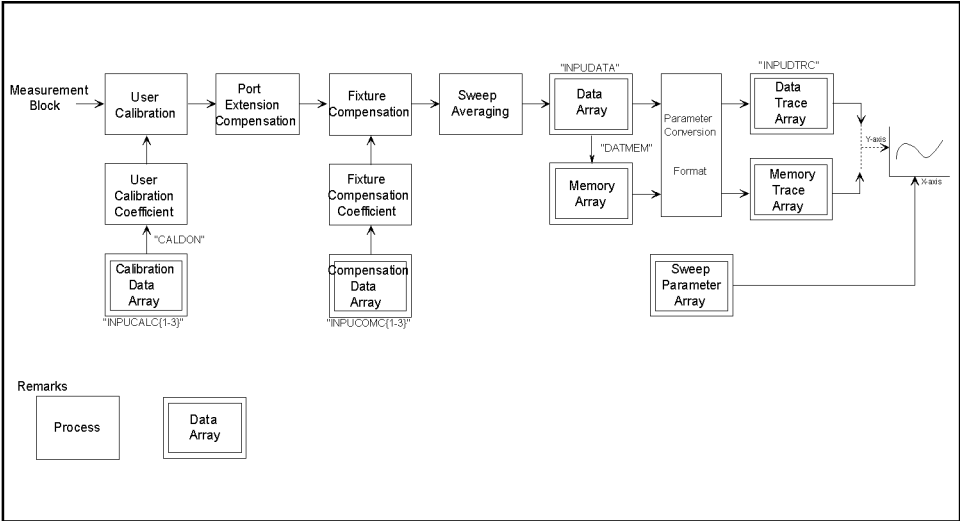 "INPUDATA"
"INPUDTRC"
Measurement
Block
User
Calibration
Port
Extension
Compensation
Fixture
Compensation
Sweep
Averaging
Data
Array
Parameter
Conversion
Format
Data
Trace
Array
Y-axis
X-axis
"DATMEM"
User
Calibration
Coefficient
Fixture
Compensation
Coefficient
Memory
Array
Memory
Trace
Array
"CALDON"
Calibration
Data
Array
"INPUCALC{1-3}"
Compensation
Data
Array
"INPUCOMC{1-3}"
Sweep
Parameter
Array
Remarks
Process
Data
Array